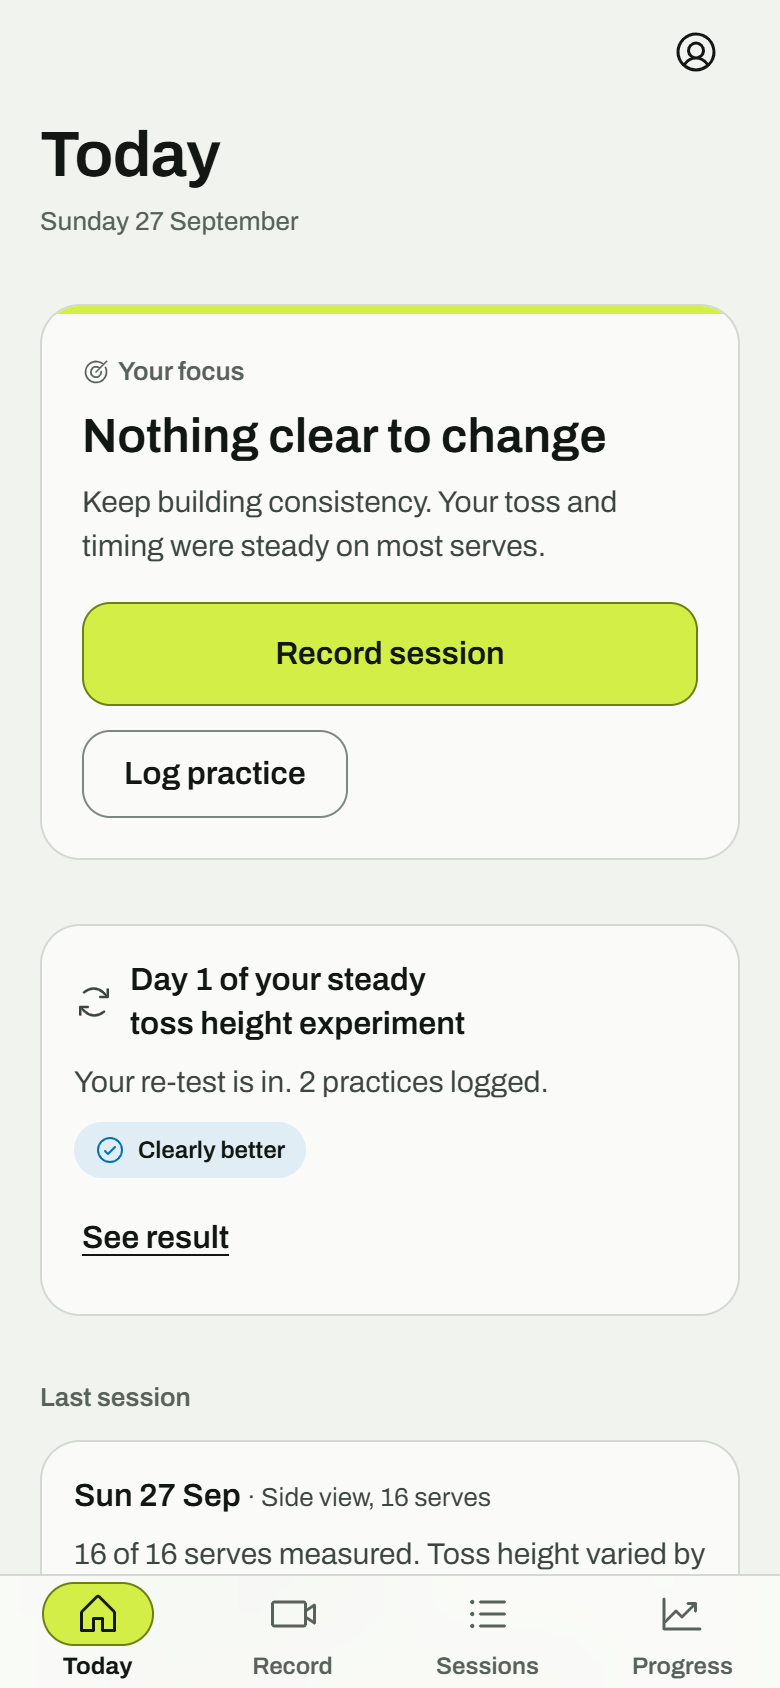 Today
Sunday 27 September
Your focus
Nothing clear to change
Keep building consistency. Your toss and
timing were steady on most serves.
Record session
Log practice
Day 1 of your steady
toss height experiment
Your re-test is in. 2 practices logged.
Clearly better
See result
Last session
Sun 27 Sep · Side view, 16 serves
16 of 16 serves measured. Toss height varied by
Today
Record
Sessions
Progress